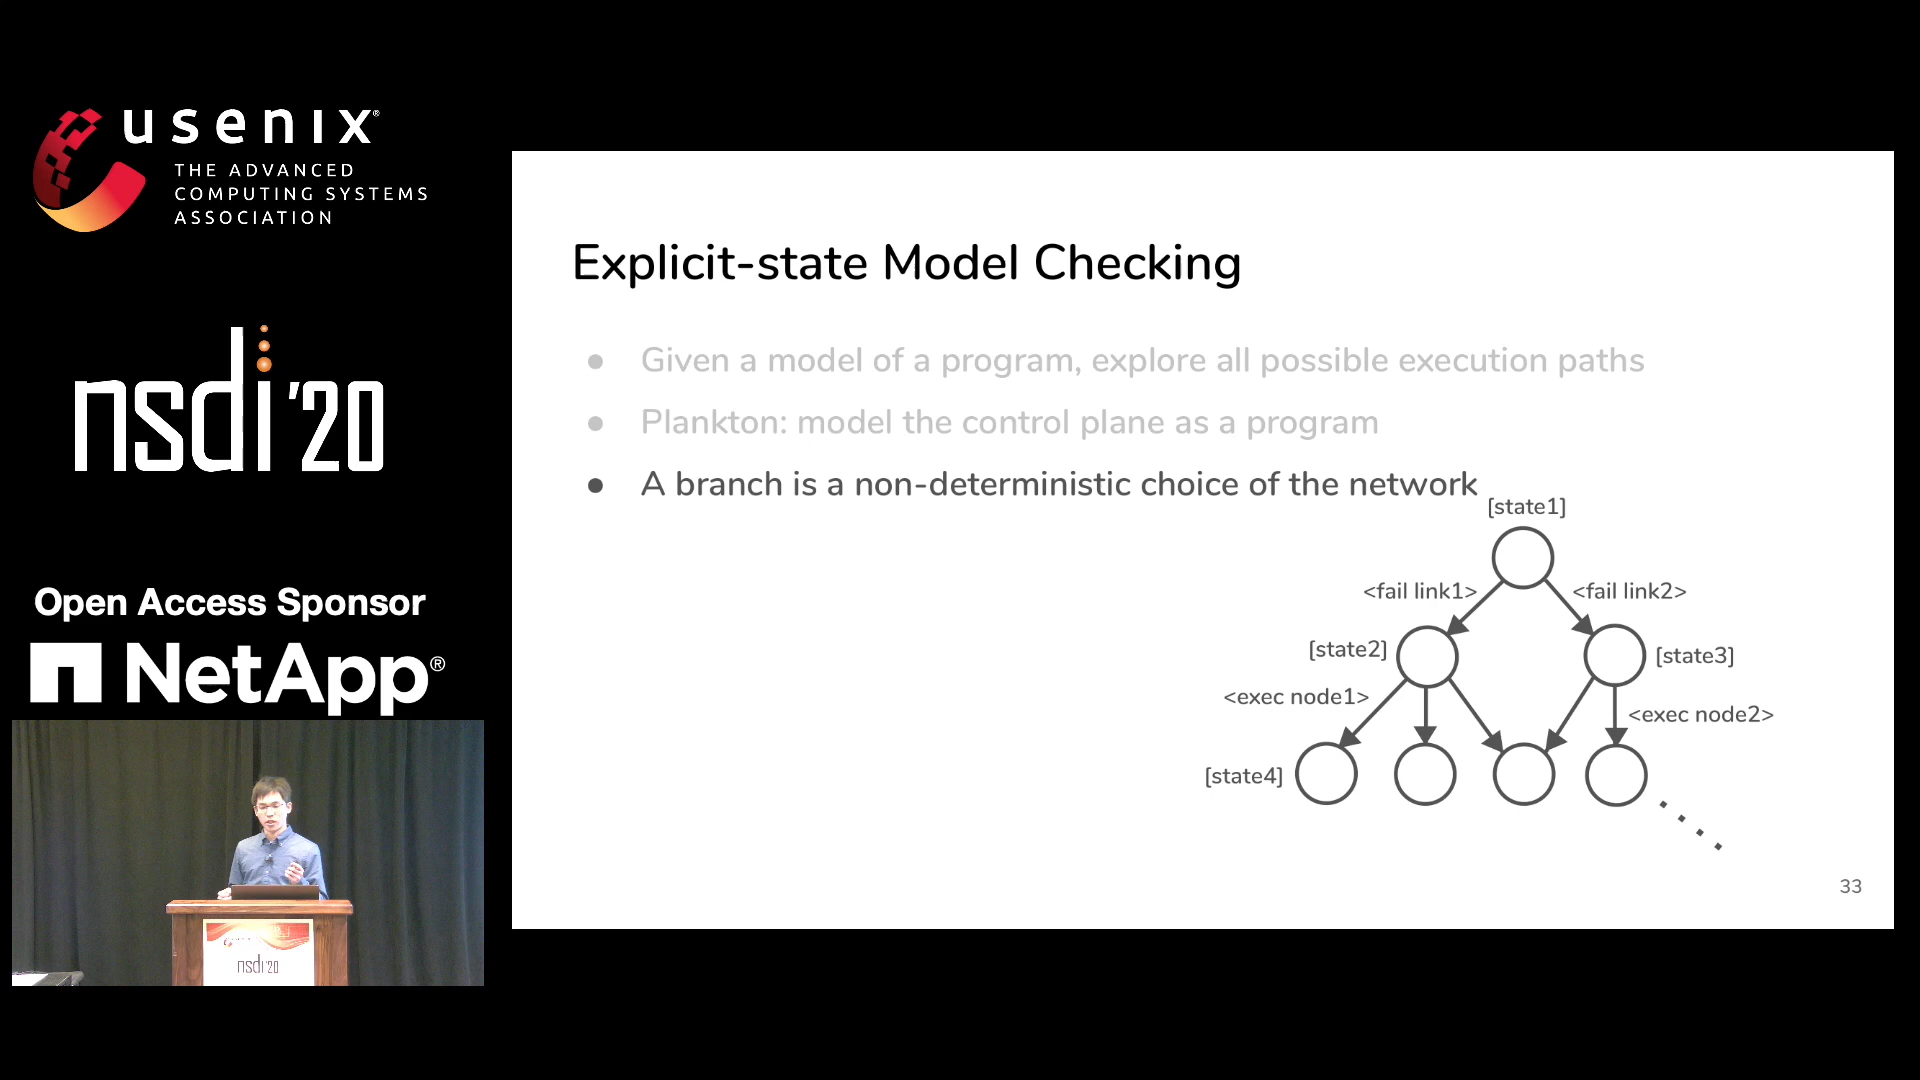 usenix®
THE ADVANCED
COMPUTING SYSTEMS
ASSOCIATION
nsdi '20
Open Access Sponsor
NetApp®
nsdi '20
Explicit-state Model Checking
● Given a model of a program, explore all possible execution paths
● Plankton: model the control plane as a program
● A branch is a non-deterministic choice of the network
[state1]
<fail link1>
<fail link2>
[state2]
[state3]
<exec node1>
<exec node2>
[state4]
33